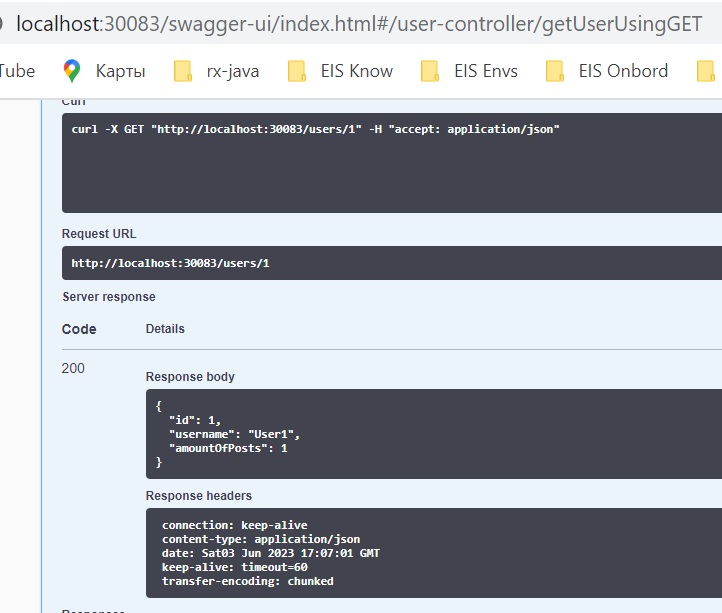 localhost:30083/swagger-ui/index.html#/user-controller/getUserUsingGET
Tube Карты rx-java EIS Know EIS Envs EIS Onbord
Curl
curl -X GET "http://localhost:30083/users/1" -H "accept: application/json"
Request URL
http://localhost:30083/users/1
Server response
Code Details
200
Response body
{
"id": 1,
"username": "User1",
"amountOfPosts": 1
}
Response headers
connection: keep-alive
content-type: application/json
date: Sat03 Jun 2023 17:07:01 GMT
keep-alive: timeout=60
transfer-encoding: chunked
Responses